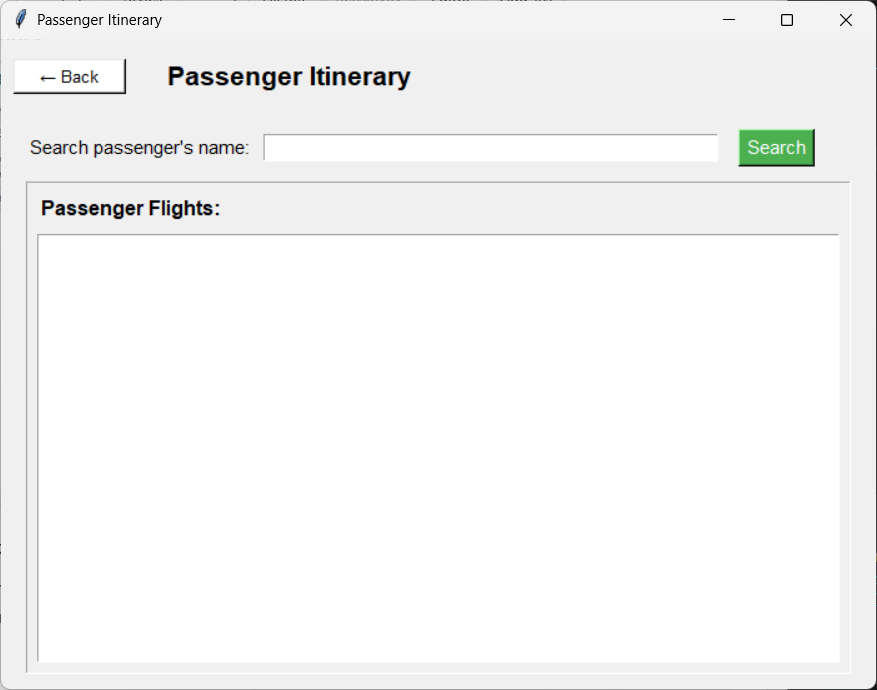 Passenger Itinerary
← Back
Passenger Itinerary
Search passenger's name:
Search
Passenger Flights: